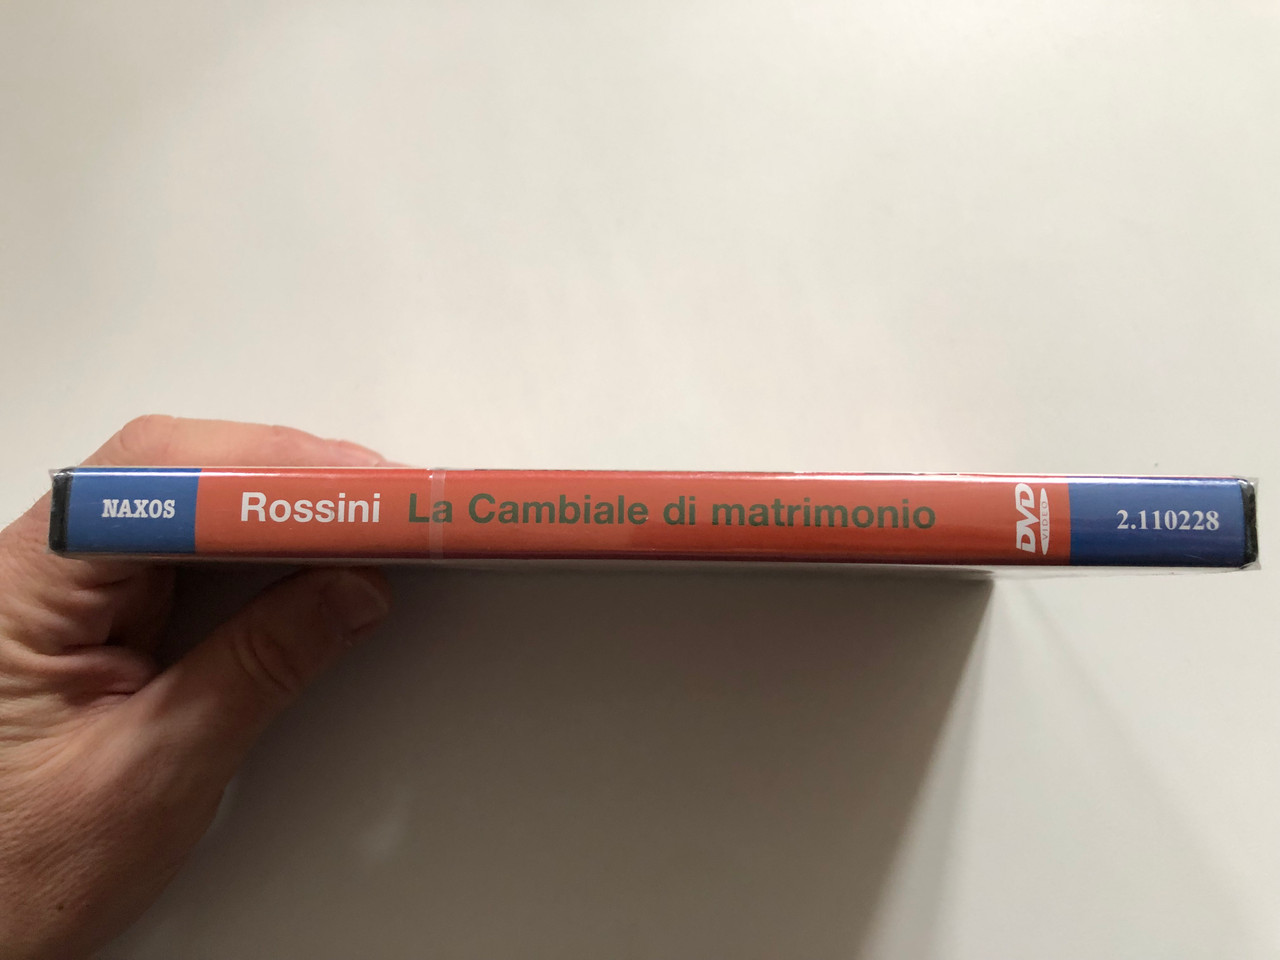 NAXOS Rossini La Cambiale di matrimonio DVD VIDEO 2.110228